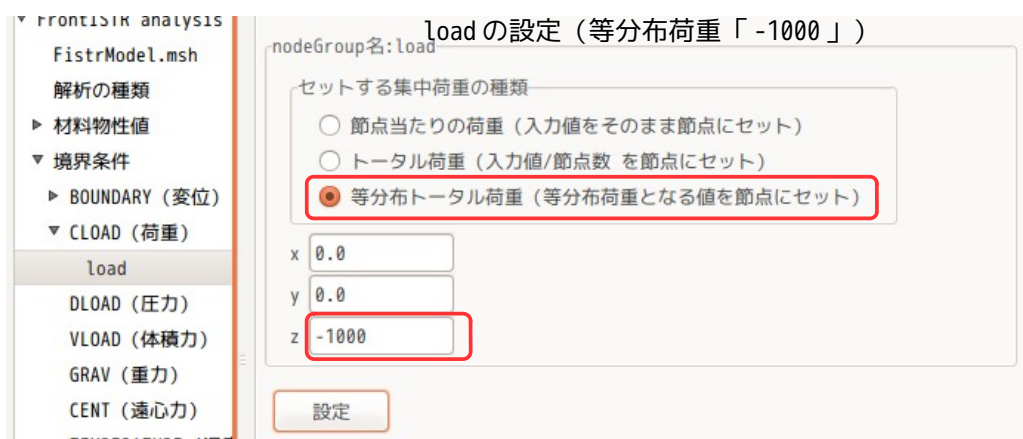 FrontISTR analysis
FistrModel.msh
解析の種類
材料物性値
境界条件
BOUNDARY (変位)
CLOAD (荷重)
load
DLOAD (圧力)
VLOAD (体積力)
GRAV (重力)
CENT (遠心力)
loadの設定（等分布荷重「-1000」）
nodeGroup名:load
セットする集中荷重の種類
節点当たりの荷重 (入力値をそのまま節点にセット)
トータル荷重 (入力値/節点数 を節点にセット)
等分布トータル荷重 (等分布荷重となる値を節点にセット)
x 0.0
y 0.0
z -1000
設定